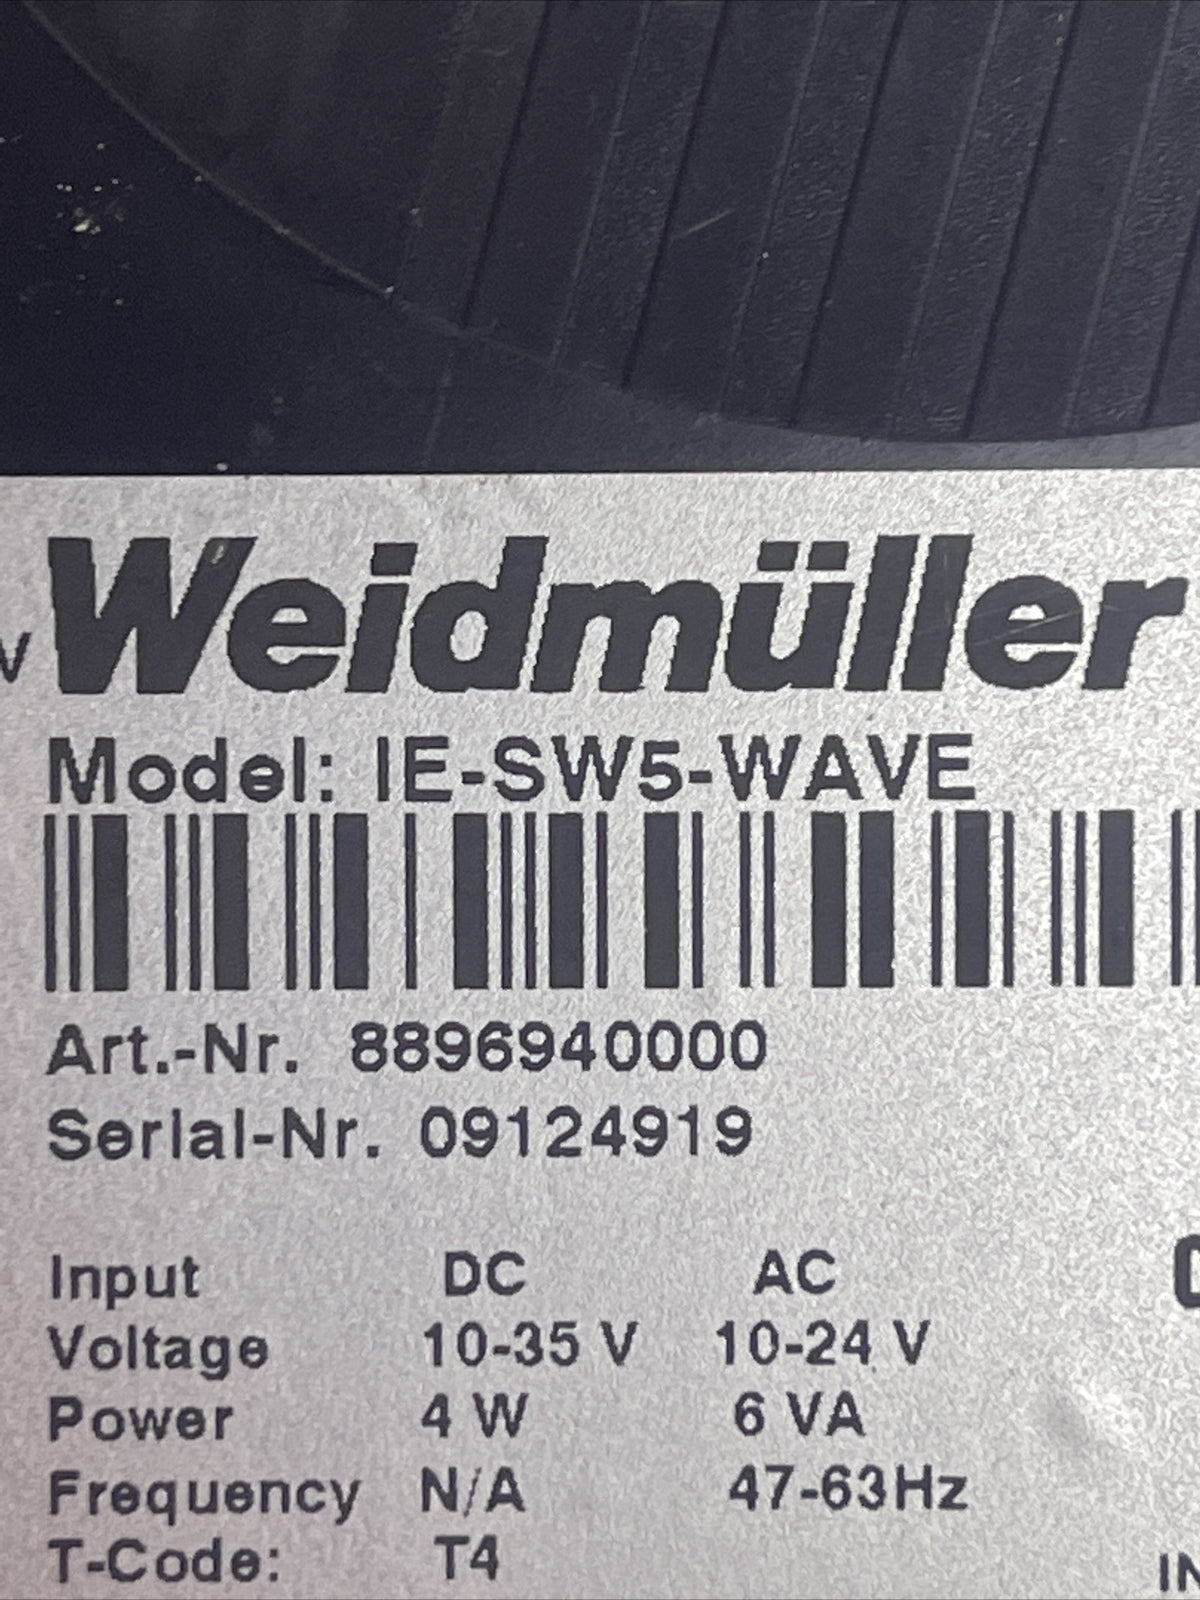 Weidmüller
Model: IE-SW5-WAVE
Art.-Nr. 8896940000
Serial-Nr. 09124919
Input DC AC
Voltage 10-35 V 10-24 V
Power 4 W 6 VA
Frequency N/A 47-63Hz
T-Code: T4